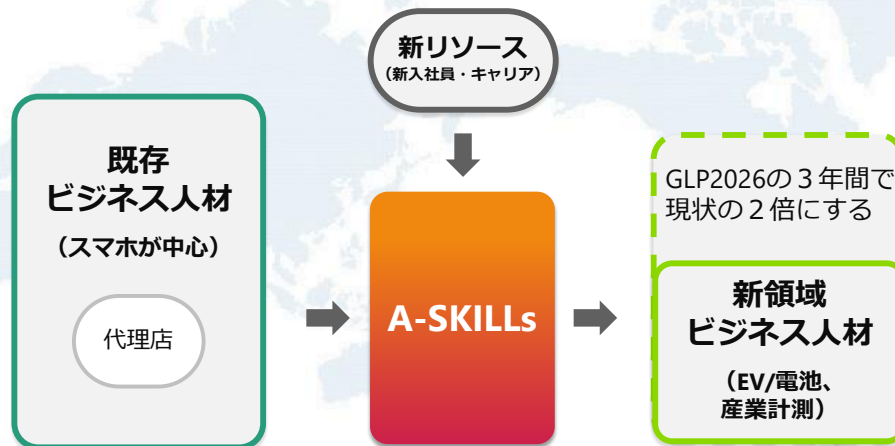 新リソース
（新入社員・キャリア）
既存
ビジネス人材
（スマホが中心）
代理店
A-SKILLs
GLP2026の３年間で
現状の２倍にする
新領域
ビジネス人材
（EV/電池、
産業計測）